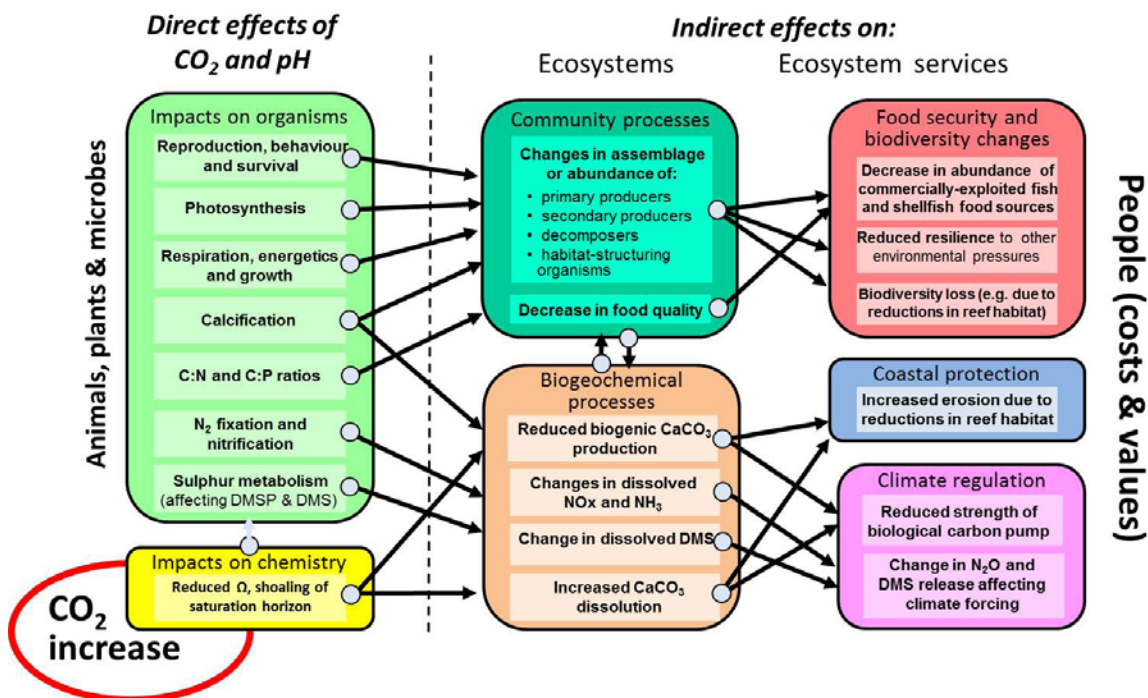 Direct effects of
CO₂ and pH
Indirect effects on:
Ecosystems
Ecosystem services
Animals, plants & microbes
Impacts on organisms
Reproduction, behaviour
and survival
Photosynthesis
Respiration, energetics
and growth
Calcification
C:N and C:P ratios
N₂ fixation and
nitrification
Sulphur metabolism
(affecting DMSP & DMS)
Impacts on chemistry
Reduced Ω, shoaling of
saturation horizon
CO₂
increase
Community processes
Changes in assemblage
or abundance of:
• primary producers
• secondary producers
• decomposers
• habitat-structuring
organisms
Decrease in food quality
Biogeochemical
processes
Reduced biogenic CaCO₃
production
Changes in dissolved
NOx and NH₃
Change in dissolved DMS
Increased CaCO₃
dissolution
Food security and
biodiversity changes
Decrease in abundance of
commercially-exploited fish
and shellfish food sources
Reduced resilience to other
environmental pressures
Biodiversity loss (e.g. due to
reductions in reef habitat)
Coastal protection
Increased erosion due to
reductions in reef habitat
Climate regulation
Reduced strength of
biological carbon pump
Change in N₂O and
DMS release affecting
climate forcing
People (costs & values)